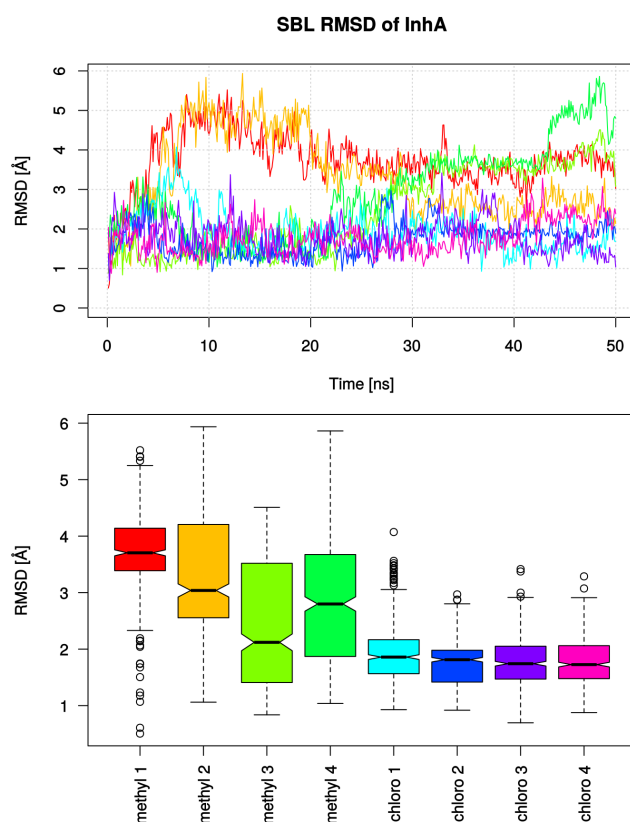 SBL RMSD of InhA
RMSD [Å]
6
5
4
3
2
1
0
0 10 20 30 40 50
Time [ns]
RMSD [Å]
6
5
4
3
2
1
methyl 1
methyl 2
methyl 3
methyl 4
chloro 1
chloro 2
chloro 3
chloro 4